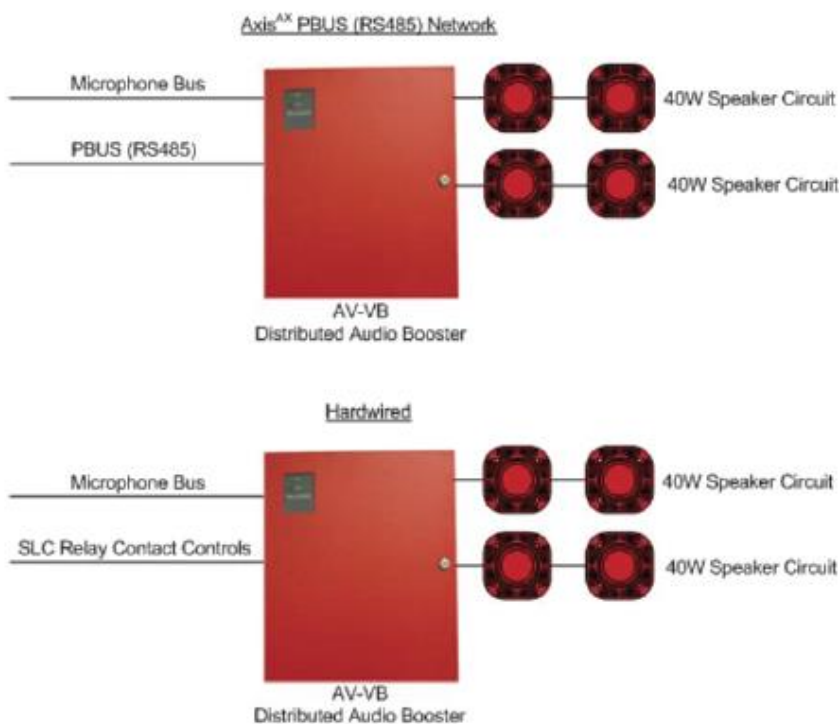 Axis^AX PBUS (RS485) Network
Microphone Bus
40W Speaker Circuit
PBUS (RS485)
40W Speaker Circuit
AV-VB
Distributed Audio Booster
Hardwired
Microphone Bus
40W Speaker Circuit
SLC Relay Contact Controls
40W Speaker Circuit
AV-VB
Distributed Audio Booster